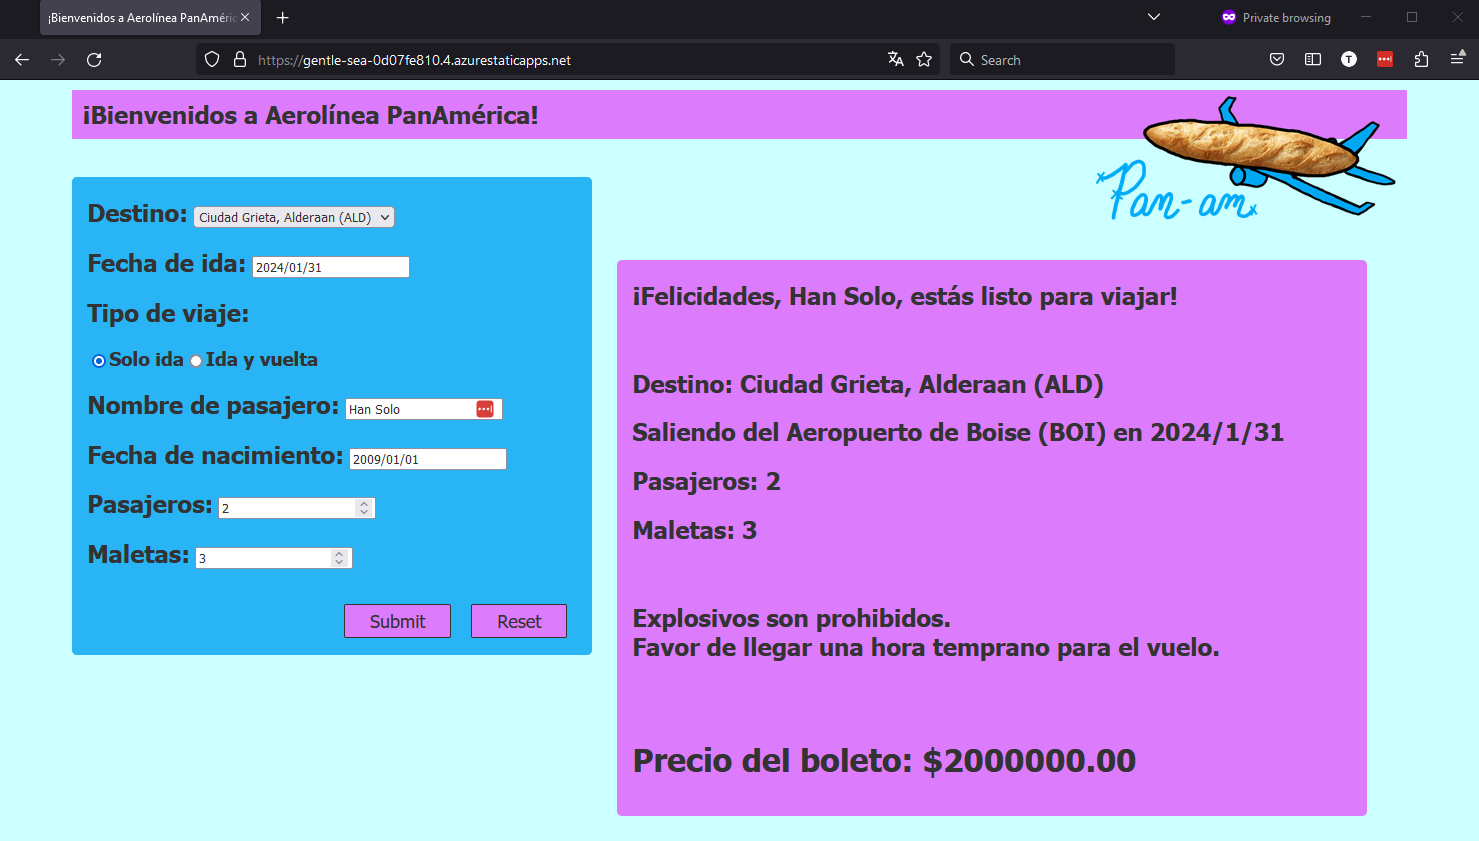 ¡Bienvenidos a Aerolínea PanAméric
Private browsing
https://gentle-sea-0d07fe810.4.azurestaticapps.net
Search
T
¡Bienvenidos a Aerolínea PanAmérica!
Pan-am
Destino: Ciudad Grieta, Alderaan (ALD)
Fecha de ida: 2024/01/31
Tipo de viaje:
Solo ida Ida y vuelta
Nombre de pasajero: Han Solo
Fecha de nacimiento: 2009/01/01
Pasajeros: 2
Maletas: 3
Submit Reset
¡Felicidades, Han Solo, estás listo para viajar!
Destino: Ciudad Grieta, Alderaan (ALD)
Saliendo del Aeropuerto de Boise (BOI) en 2024/1/31
Pasajeros: 2
Maletas: 3
Explosivos son prohibidos.
Favor de llegar una hora temprano para el vuelo.
Precio del boleto: $2000000.00